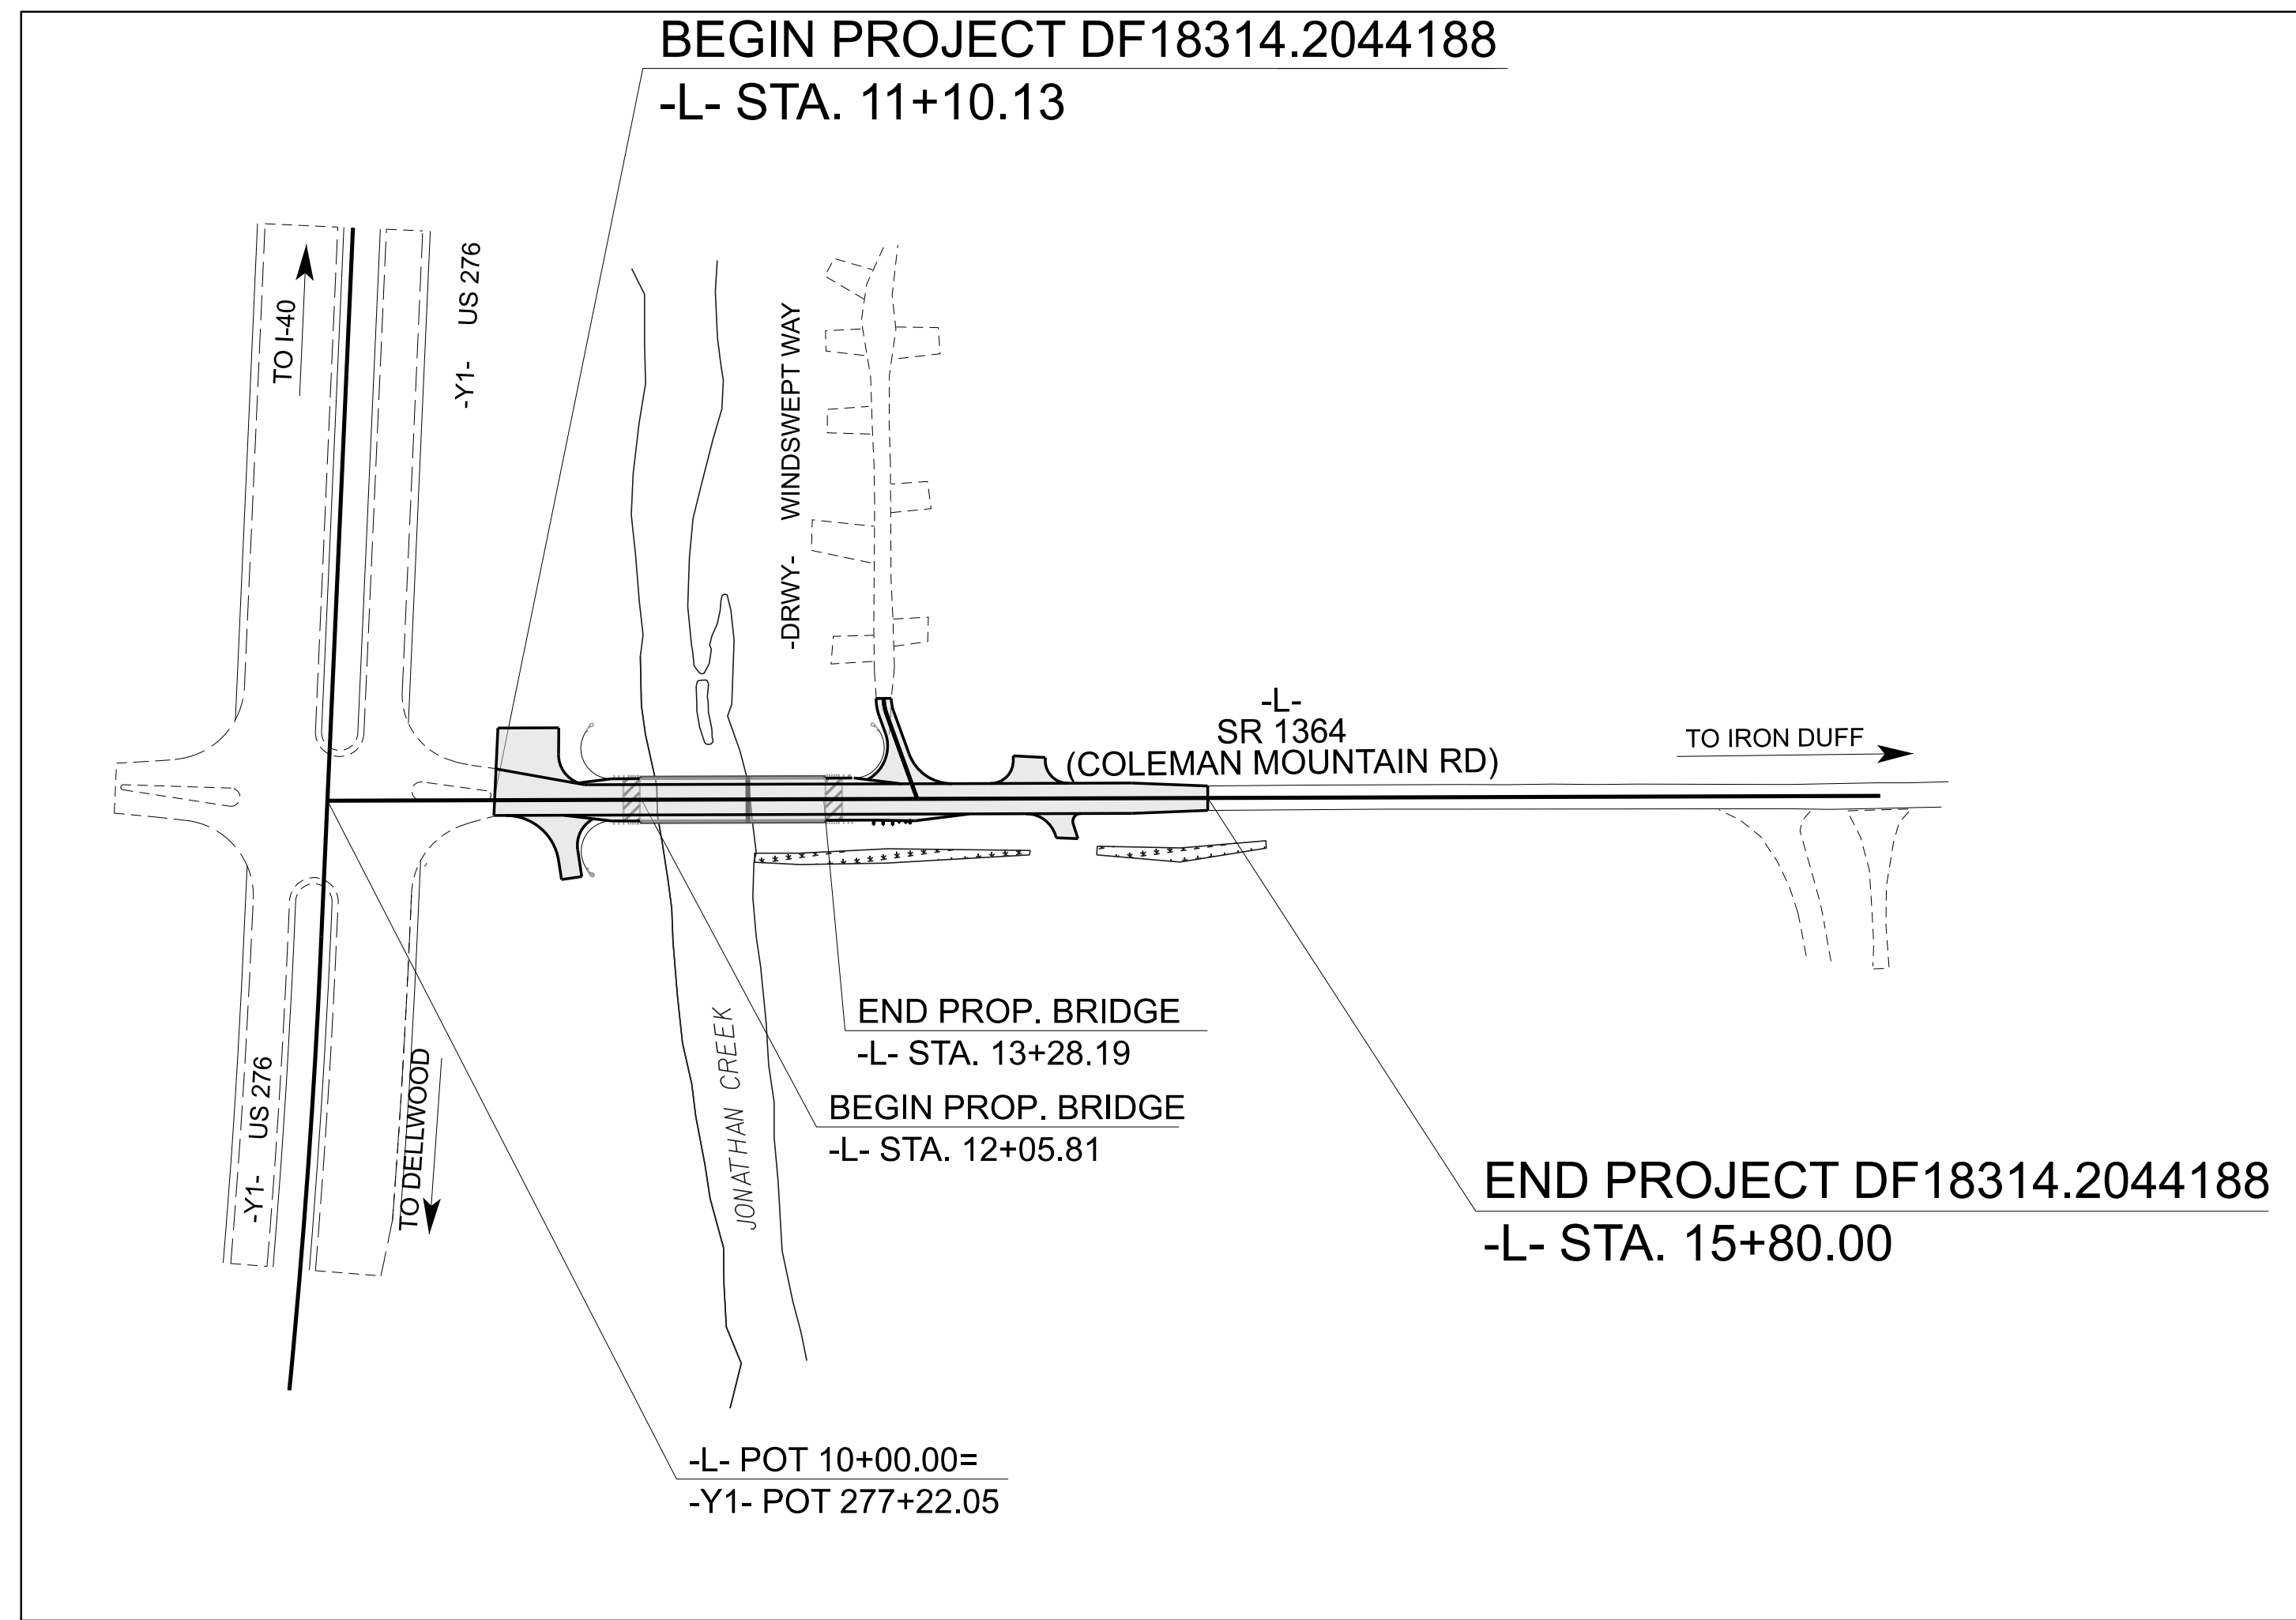 BEGIN PROJECT DF18314.2044188
-L- STA. 11+10.13
TO I-40
-Y1- US 276
-DRWY- WINDSWEPT WAY
-L-
SR 1364
(COLEMAN MOUNTAIN RD)
TO IRON DUFF
END PROP. BRIDGE
-L- STA. 13+28.19
BEGIN PROP. BRIDGE
-L- STA. 12+05.81
JONATHAN CREEK
-Y1- US 276
TO DELLWOOD
END PROJECT DF18314.2044188
-L- STA. 15+80.00
-L- POT 10+00.00=
-Y1- POT 277+22.05